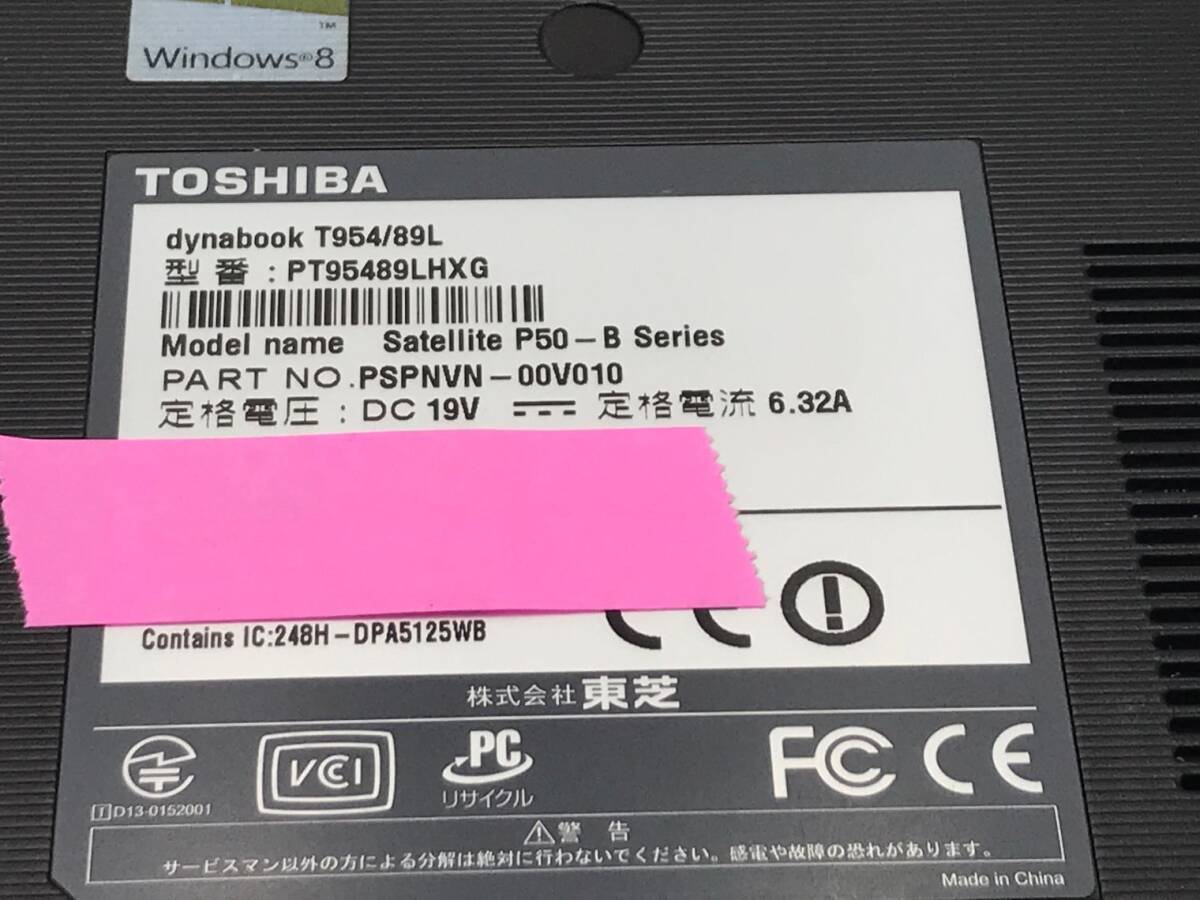 TM
Windows®8
TOSHIBA
dynabook T954/89L
型番:PT95489LHXG
Model name Satellite P50-B Series
PART NO.PSPNVN-00V010
定格電圧:DC 19V 定格電流 6.32A
Contains IC:248H-DPA5125WB
CE
株式会社 東芝
VCI
PC
リサイクル
FC CE
D13-0152001
警告
サービスマン以外の方による分解は絶対に行わないでください。感電や故障の恐れがあります。
Made in China